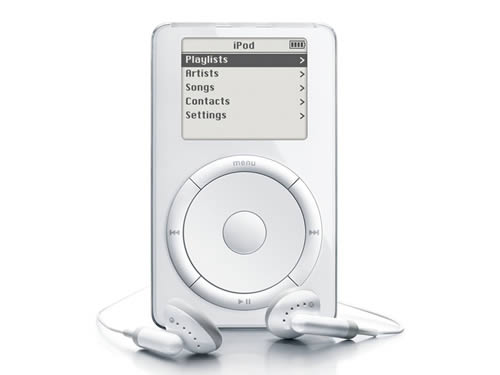 iPod
Playlists >
Artists >
Songs >
Contacts >
Settings >
menu